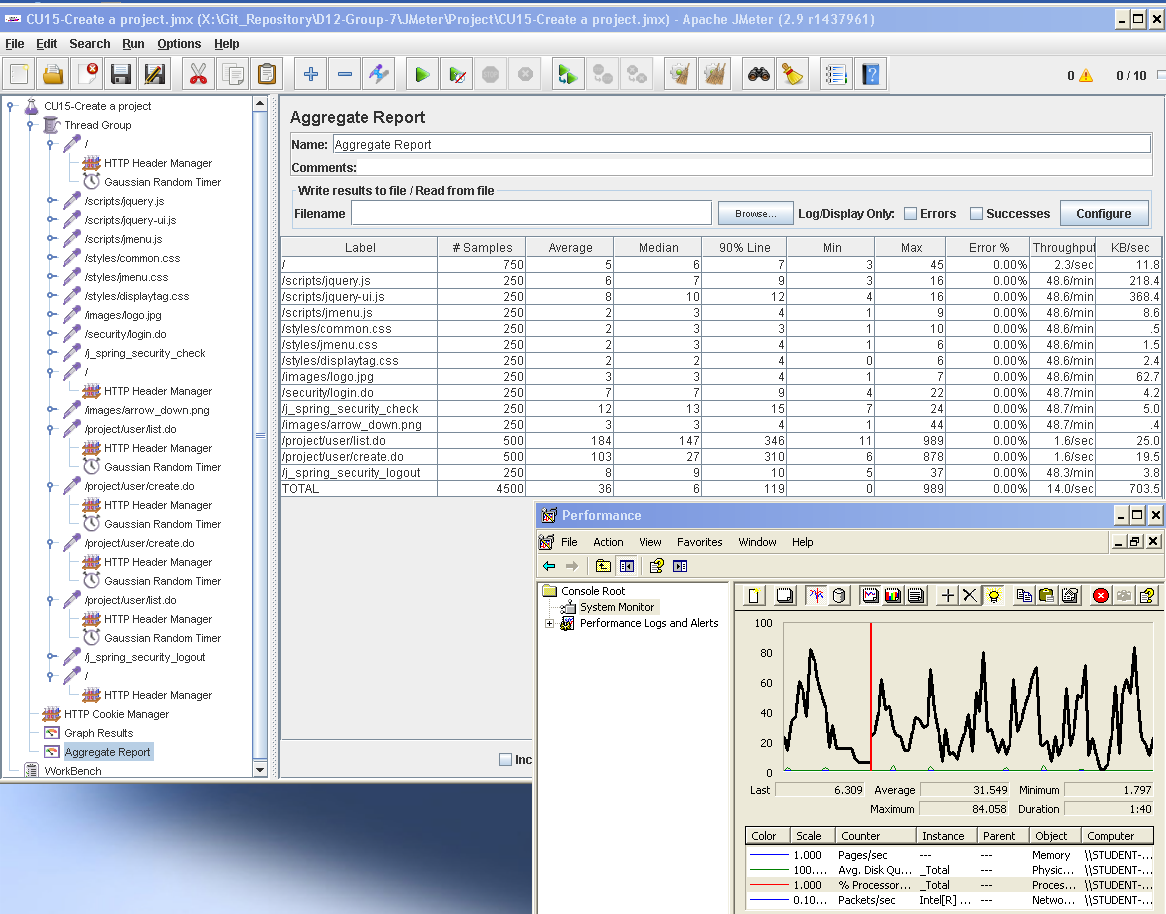 CU15-Create a project.jmx (X:\Git_Repository\D12-Group-7\JMeter\Project\CU15-Create a project.jmx) - Apache JMeter (2.9 r1437961)
File Edit Search Run Options Help
0 0 / 10
CU15-Create a project
Thread Group
/
HTTP Header Manager
Gaussian Random Timer
/scripts/jquery.js
/scripts/jquery-ui.js
/scripts/jmenu.js
/styles/common.css
/styles/jmenu.css
/styles/displaytag.css
/images/logo.jpg
/security/login.do
/j_spring_security_check
/
HTTP Header Manager
/images/arrow_down.png
/project/user/list.do
HTTP Header Manager
Gaussian Random Timer
/project/user/create.do
HTTP Header Manager
Gaussian Random Timer
/project/user/create.do
HTTP Header Manager
Gaussian Random Timer
/project/user/list.do
HTTP Header Manager
Gaussian Random Timer
/j_spring_security_logout
/
HTTP Header Manager
HTTP Cookie Manager
Graph Results
Aggregate Report
WorkBench
Aggregate Report
Name: Aggregate Report
Comments:
Write results to file / Read from file
Filename Browse... Log/Display Only: Errors Successes Configure
Label # Samples Average Median 90% Line Min Max Error % Throughput KB/sec
/ 750 5 6 7 3 45 0.00% 2.3/sec 11.8
/scripts/jquery.js 250 6 7 9 3 16 0.00% 48.6/min 218.4
/scripts/jquery-ui.js 250 8 10 12 4 16 0.00% 48.6/min 368.4
/scripts/jmenu.js 250 2 3 4 1 9 0.00% 48.6/min 8.6
/styles/common.css 250 2 3 3 1 10 0.00% 48.6/min .5
/styles/jmenu.css 250 2 3 4 1 6 0.00% 48.6/min 1.5
/styles/displaytag.css 250 2 2 4 0 6 0.00% 48.6/min 2.4
/images/logo.jpg 250 3 3 4 1 7 0.00% 48.6/min 62.7
/security/login.do 250 7 7 9 4 22 0.00% 48.7/min 4.2
/j_spring_security_check 250 12 13 15 7 24 0.00% 48.7/min 5.0
/images/arrow_down.png 250 3 3 4 1 44 0.00% 48.7/min .4
/project/user/list.do 500 184 147 346 11 989 0.00% 1.6/sec 25.0
/project/user/create.do 500 103 27 310 6 878 0.00% 1.6/sec 19.5
/j_spring_security_logout 250 8 9 10 5 37 0.00% 48.3/min 3.8
TOTAL 4500 36 6 119 0 989 0.00% 14.0/sec 703.5
Inc
Performance
File Action View Favorites Window Help
Console Root
System Monitor
Performance Logs and Alerts
100
80
60
40
20
0
Last 6.309 Average 31.549 Minimum 1.797
Maximum 84.058 Duration 1:40
Color Scale Counter Instance Parent Object Computer
1.000 Pages/sec --- --- Memory \\STUDENT-...
100.... Avg. Disk Qu... _Total --- Physic... \\STUDENT-...
1.000 % Processor... _Total --- Proces... \\STUDENT-...
0.10... Packets/sec Intel[R] ... --- Netwo... \\STUDENT-...